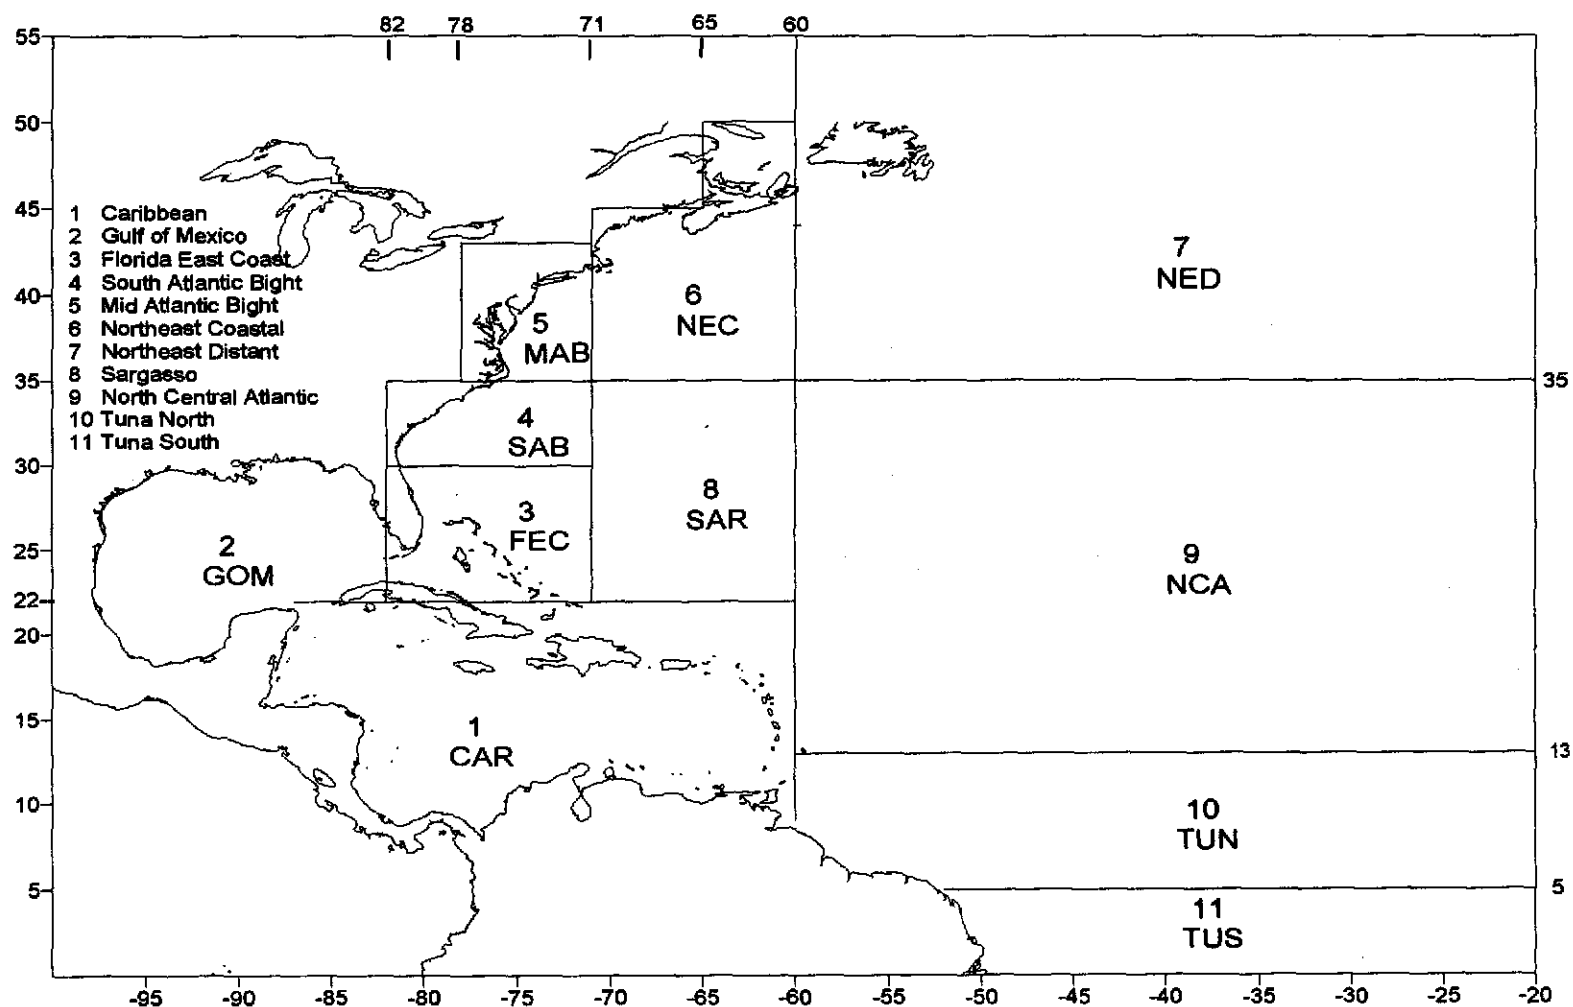 82 78 71 65 60
55
50
45
40
35
30
25
22
20
15
10
5
1 Caribbean
2 Gulf of Mexico
3 Florida East Coast
4 South Atlantic Bight
5 Mid Atlantic Bight
6 Northeast Coastal
7 Northeast Distant
8 Sargasso
9 North Central Atlantic
10 Tuna North
11 Tuna South
7
NED
6
NEC
5
MAB
4
SAB
8
SAR
3
FEC
2
GOM
9
NCA
1
CAR
10
TUN
11
TUS
35
13
5
-95 -90 -85 -80 -75 -70 -65 -60 -55 -50 -45 -40 -35 -30 -25 -20